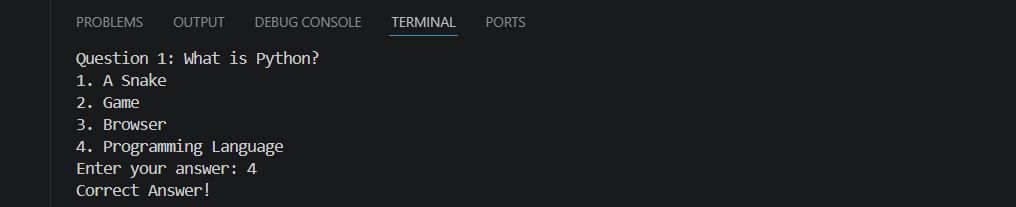 PROBLEMS OUTPUT DEBUG CONSOLE TERMINAL PORTS
Question 1: What is Python?
1. A Snake
2. Game
3. Browser
4. Programming Language
Enter your answer: 4
Correct Answer!